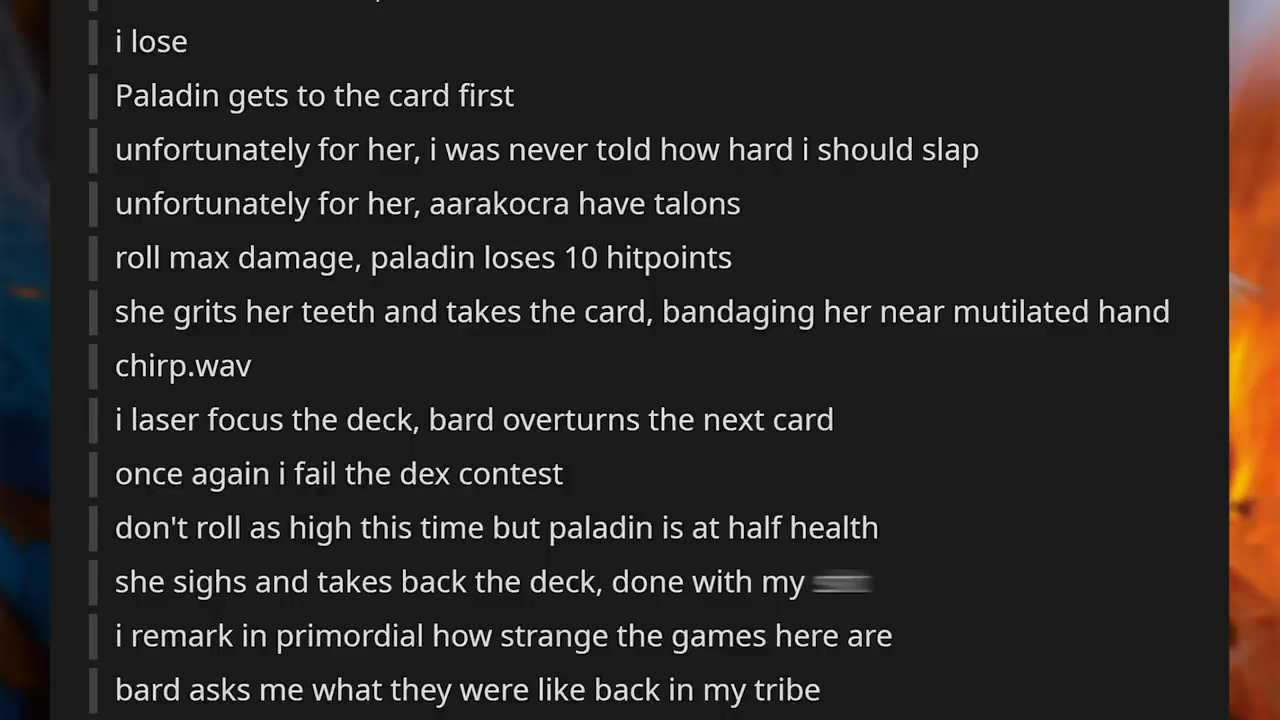 i lose
Paladin gets to the card first
unfortunately for her, i was never told how hard i should slap
unfortunately for her, aarakocra have talons
roll max damage, paladin loses 10 hitpoints
she grits her teeth and takes the card, bandaging her near mutilated hand
chirp.wav
i laser focus the deck, bard overturns the next card
once again i fail the dex contest
don't roll as high this time but paladin is at half health
she sighs and takes back the deck, done with my
i remark in primordial how strange the games here are
bard asks me what they were like back in my tribe